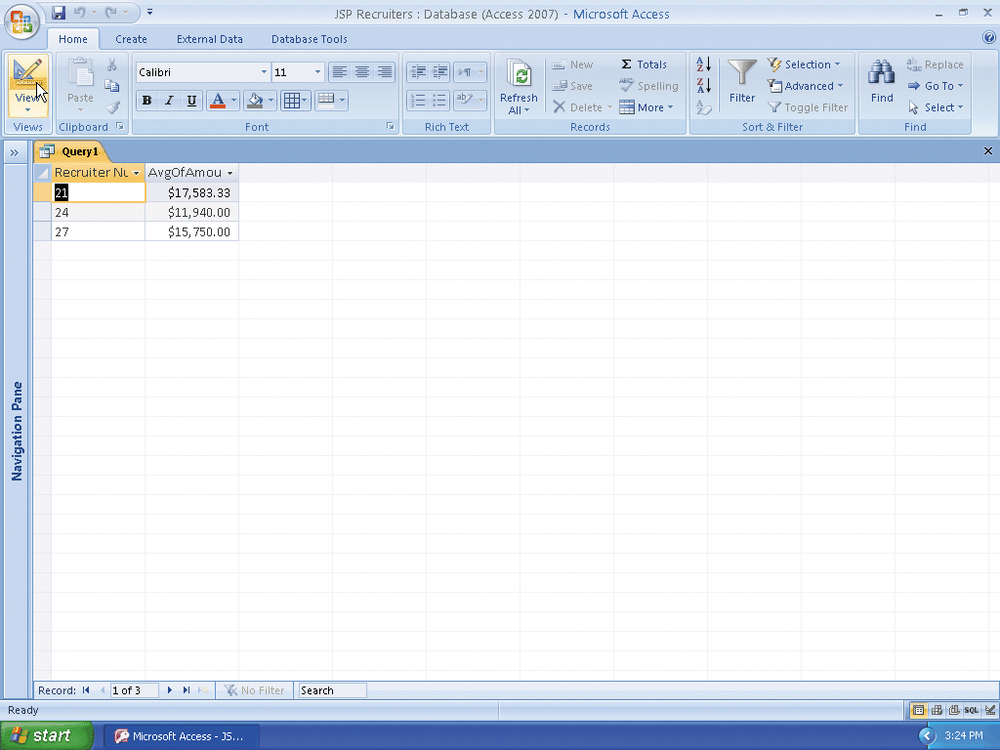 JSP Recruiters : Database (Access 2007) - Microsoft Access
Home Create External Data Database Tools
View Paste Calibri 11 Refresh All New Save Delete Totals Spelling More Filter Selection Advanced Toggle Filter Find Replace Go To Select
B I U
Views Clipboard Font Rich Text Records Sort & Filter Find
Query1
Recruiter Nu AvgOfAmou
21 $17,583.33
24 $11,940.00
27 $15,750.00
Navigation Pane
Record: 1 of 3 No Filter Search
Ready SQL
start Microsoft Access - JS... 3:24 PM